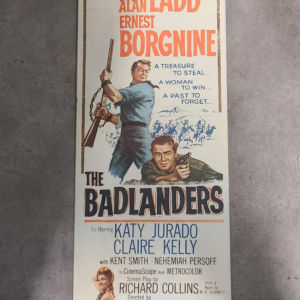 ALAN LADD
ERNEST
BORGNINE
A TREASURE
TO STEAL...
A WOMAN
TO WIN...
A PAST TO
FORGET...
THE
BADLANDERS
Co-Starring KATY JURADO
CLAIRE KELLY
with KENT SMITH · NEHEMIAH PERSOFF
In CinemaScope And METROCOLOR
Screen Play by
RICHARD COLLINS
Directed by